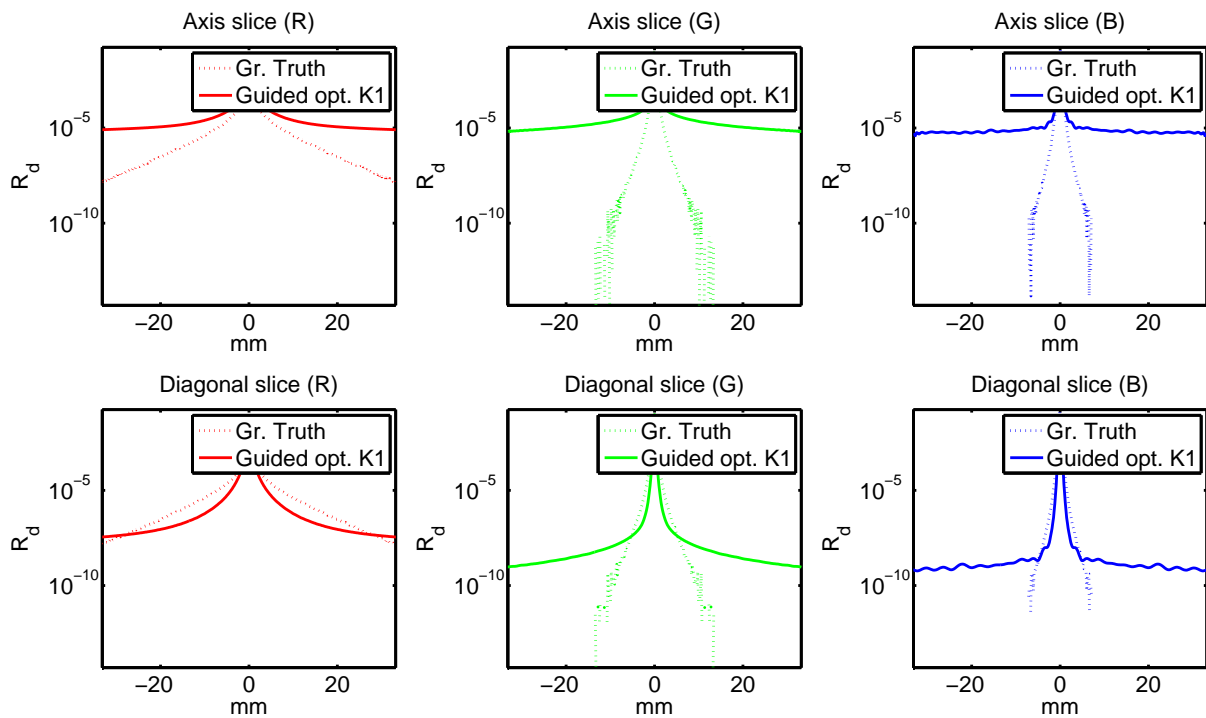 Axis slice (R)
Gr. Truth
Guided opt. K1
R_d
10^−5
10^−10
−20 0 20
mm
Axis slice (G)
Gr. Truth
Guided opt. K1
R_d
10^−5
10^−10
−20 0 20
mm
Axis slice (B)
Gr. Truth
Guided opt. K1
R_d
10^−5
10^−10
−20 0 20
mm
Diagonal slice (R)
Gr. Truth
Guided opt. K1
R_d
10^−5
10^−10
−20 0 20
mm
Diagonal slice (G)
Gr. Truth
Guided opt. K1
R_d
10^−5
10^−10
−20 0 20
mm
Diagonal slice (B)
Gr. Truth
Guided opt. K1
R_d
10^−5
10^−10
−20 0 20
mm